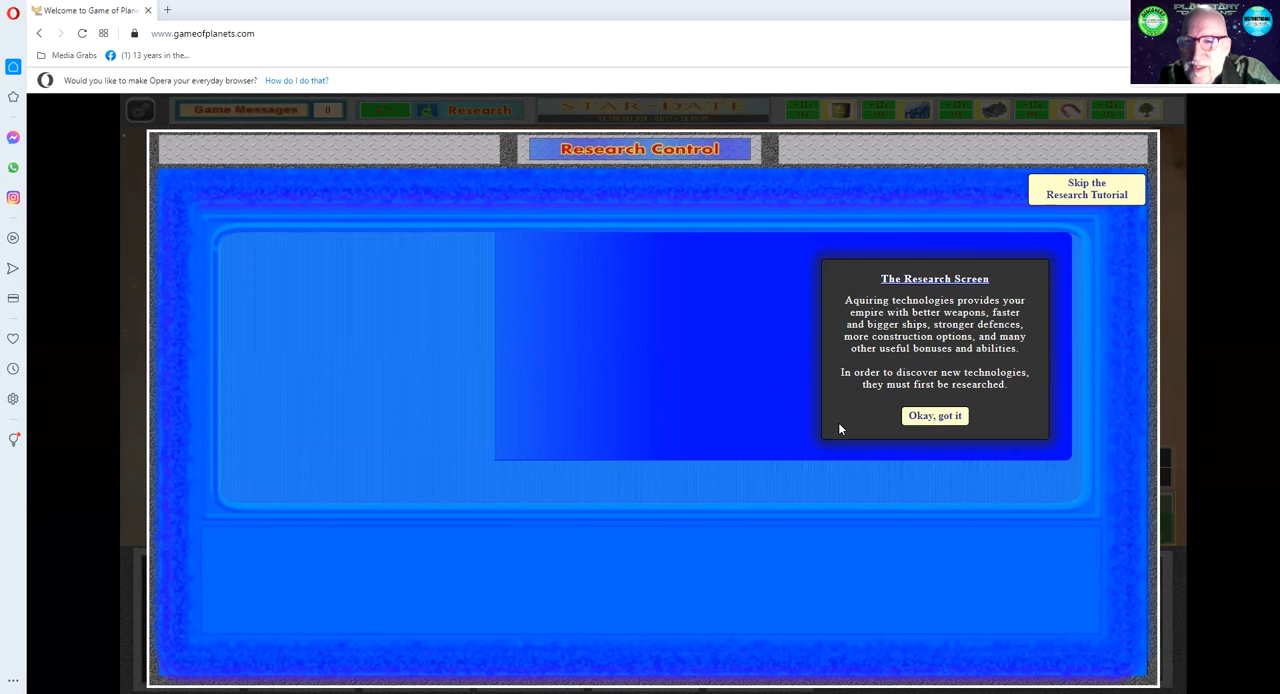 Welcome to Game of Plane
www.gameofplanets.com
Media Grabs
(1) 13 years in the...
Would you like to make Opera your everyday browser? How do I do that?
Game Messages 0
Research
STAR-DATE
Research Control
Skip the
Research Tutorial
The Research Screen
Aquiring technologies provides your
empire with better weapons, faster
and bigger ships, stronger defences,
more construction options, and many
other useful bonuses and abilities.
In order to discover new technologies,
they must first be researched.
Okay, got it